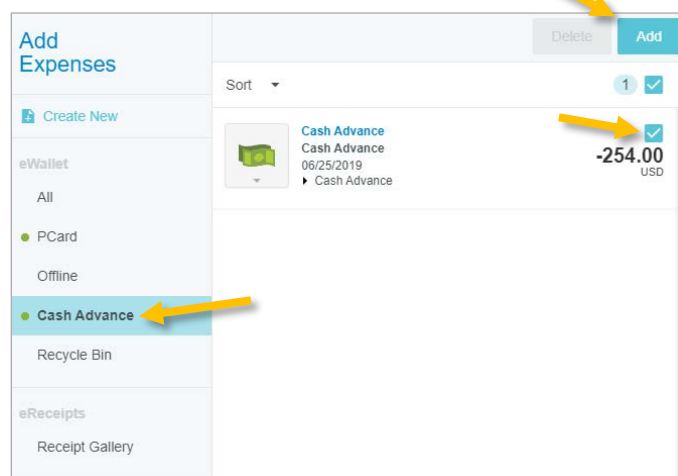 Add
Expenses
Create New
eWallet
All
PCard
Offline
Cash Advance
Recycle Bin
eReceipts
Receipt Gallery
Delete
Add
Sort
1
Cash Advance
Cash Advance
06/25/2019
Cash Advance
-254.00
USD